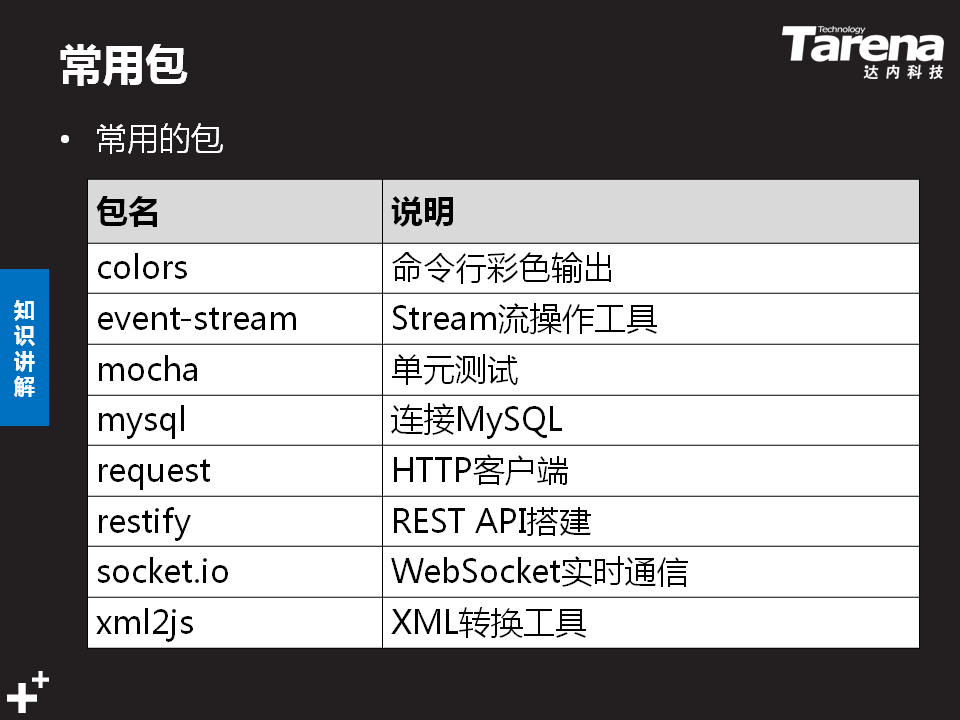 常用包
Technology
Tarena
达内科技
• 常用的包
包名 说明
colors 命令行彩色输出
event-stream Stream流操作工具
mocha 单元测试
mysql 连接MySQL
request HTTP客户端
restify REST API搭建
socket.io WebSocket实时通信
xml2js XML转换工具
知识讲解